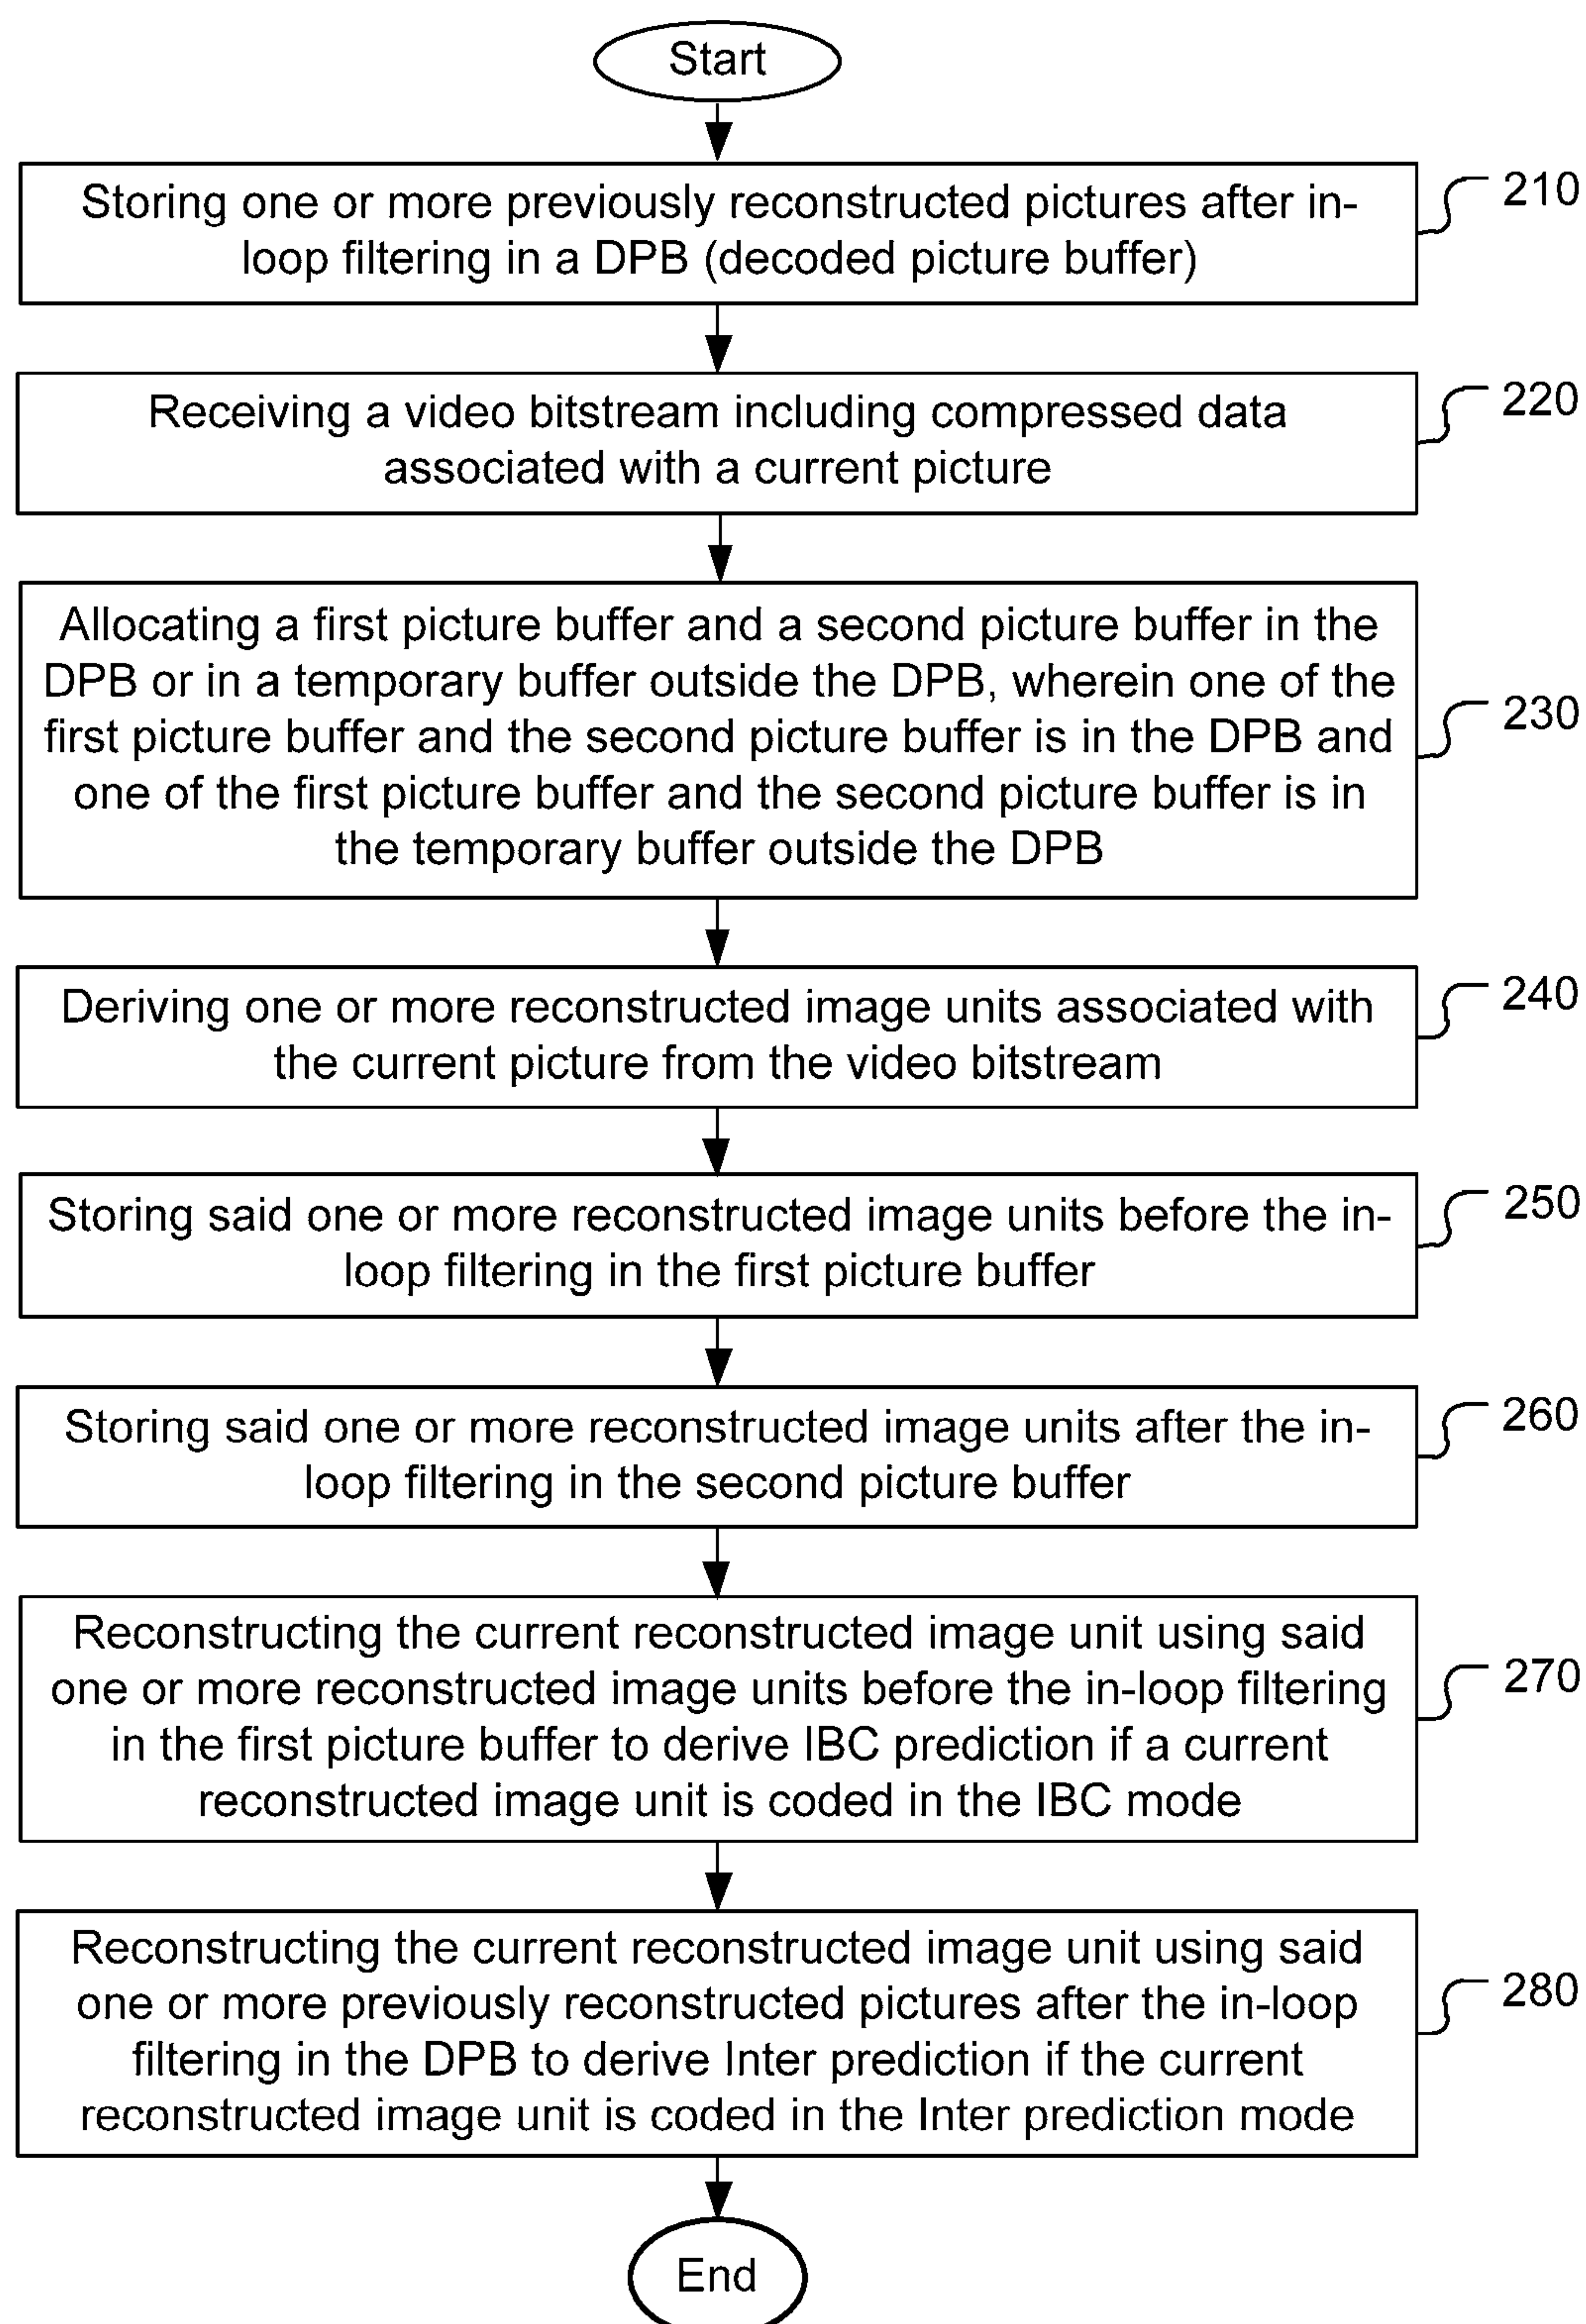 Start
Storing one or more previously reconstructed pictures after in-
loop filtering in a DPB (decoded picture buffer)
210
Receiving a video bitstream including compressed data
associated with a current picture
220
Allocating a first picture buffer and a second picture buffer in the
DPB or in a temporary buffer outside the DPB, wherein one of the
first picture buffer and the second picture buffer is in the DPB and
one of the first picture buffer and the second picture buffer is in
the temporary buffer outside the DPB
230
Deriving one or more reconstructed image units associated with
the current picture from the video bitstream
240
Storing said one or more reconstructed image units before the in-
loop filtering in the first picture buffer
250
Storing said one or more reconstructed image units after the in-
loop filtering in the second picture buffer
260
Reconstructing the current reconstructed image unit using said
one or more reconstructed image units before the in-loop filtering
in the first picture buffer to derive IBC prediction if a current
reconstructed image unit is coded in the IBC mode
270
Reconstructing the current reconstructed image unit using said
one or more previously reconstructed pictures after the in-loop
filtering in the DPB to derive Inter prediction if the current
reconstructed image unit is coded in the Inter prediction mode
280
End